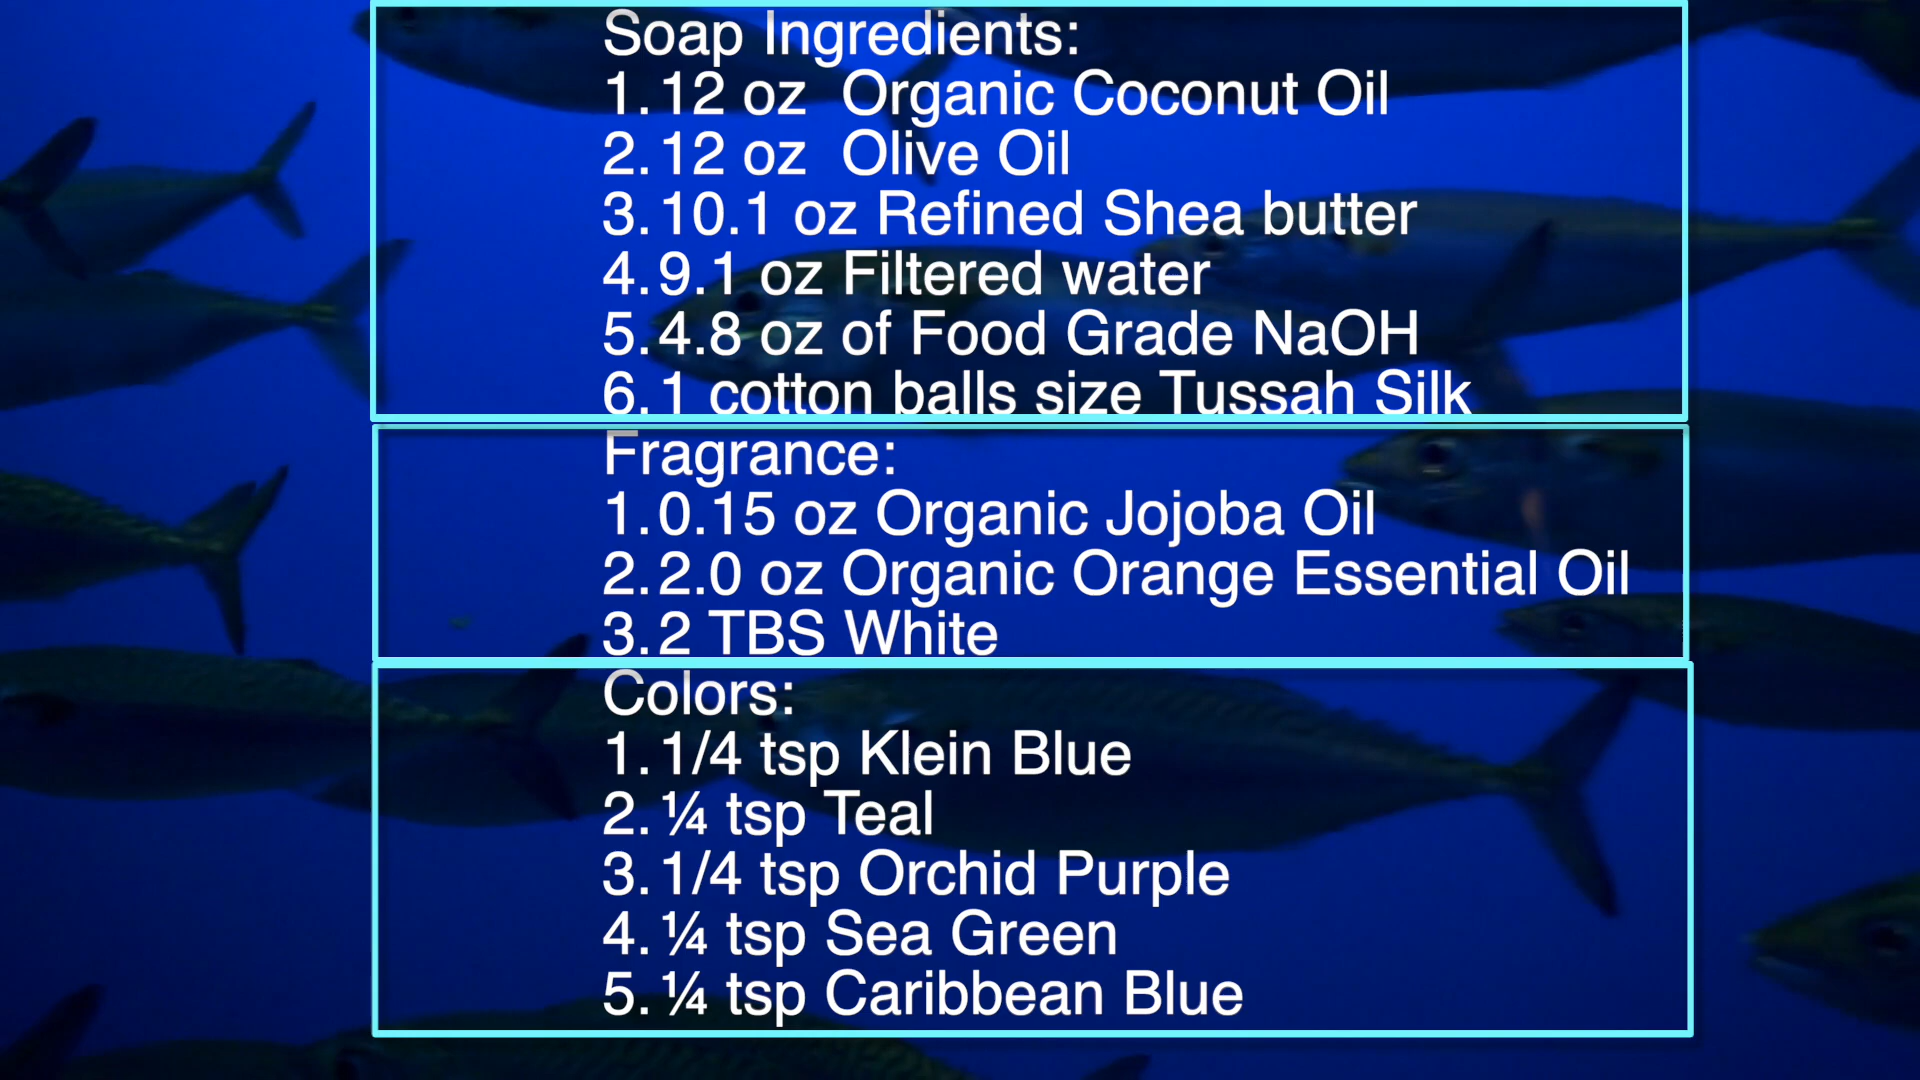 Soap Ingredients:
1. 12 oz  Organic Coconut Oil
2. 12 oz  Olive Oil
3. 10.1 oz Refined Shea butter
4. 9.1 oz Filtered water
5. 4.8 oz of Food Grade NaOH
6. 1 cotton balls size Tussah Silk
Fragrance:
1. 0.15 oz Organic Jojoba Oil
2. 2.0 oz Organic Orange Essential Oil
3. 2 TBS White
Colors:
1. 1/4 tsp Klein Blue
2. ¼ tsp Teal
3. 1/4 tsp Orchid Purple
4. ¼ tsp Sea Green
5. ¼ tsp Caribbean Blue